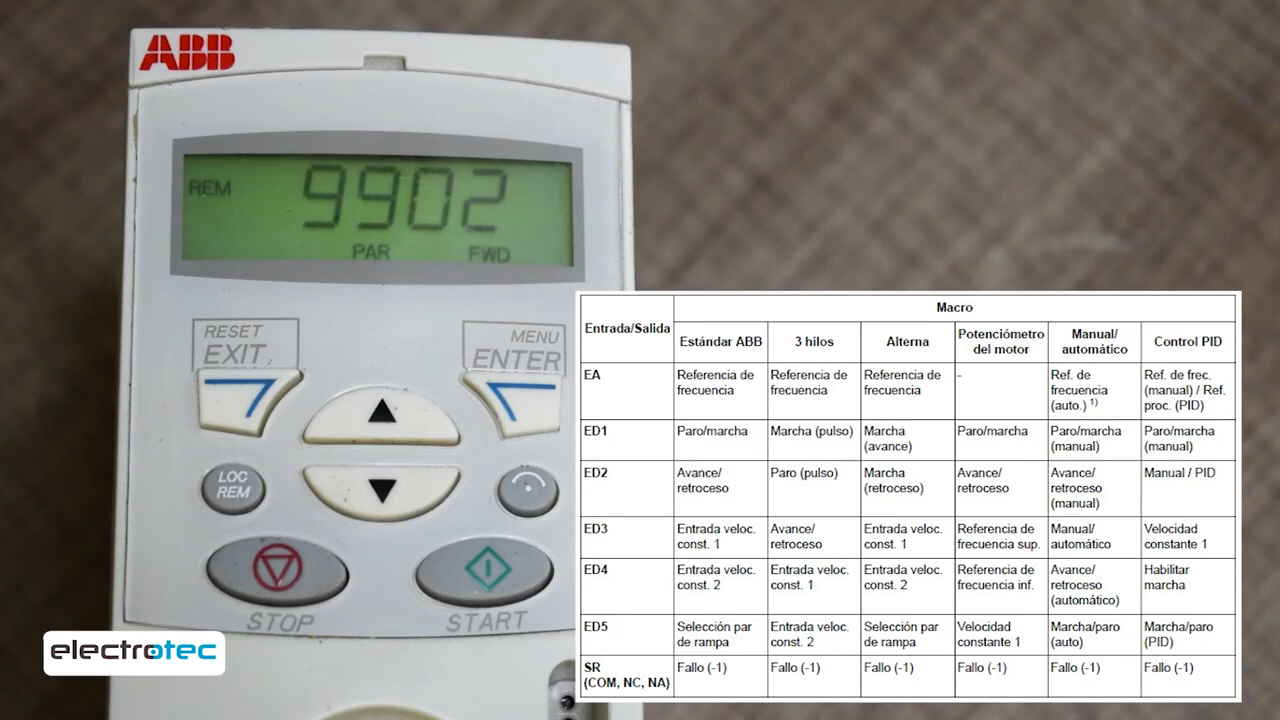 ABB
REM
9902
PAR FWD
RESET
EXIT
MENU
ENTER
LOC
REM
STOP
START
electrotec
Entrada/Salida
Macro
Estándar ABB
3 hilos
Alterna
Potenciómetro
del motor
Manual/
automático
Control PID
EA
Referencia de
frecuencia
Referencia de
frecuencia
Referencia de
frecuencia
-
Ref. de
frecuencia
(auto.) 1)
Ref. de frec.
(manual) / Ref.
proc. (PID)
ED1
Paro/marcha
Marcha (pulso)
Marcha
(avance)
Paro/marcha
Paro/marcha
(manual)
Paro/marcha
(manual)
ED2
Avance/
retroceso
Paro (pulso)
Marcha
(retroceso)
Avance/
retroceso
Avance/
retroceso
(manual)
Manual / PID
ED3
Entrada veloc.
const. 1
Avance/
retroceso
Entrada veloc.
const. 1
Referencia de
frecuencia sup.
Manual/
automático
Velocidad
constante 1
ED4
Entrada veloc.
const. 2
Entrada veloc.
const. 1
Entrada veloc.
const. 2
Referencia de
frecuencia inf.
Avance/
retroceso
(automático)
Habilitar
marcha
ED5
Selección par
de rampa
Entrada veloc.
const. 2
Selección par
de rampa
Velocidad
constante 1
Marcha/paro
(auto)
Marcha/paro
(PID)
SR
(COM, NC, NA)
Fallo (-1)
Fallo (-1)
Fallo (-1)
Fallo (-1)
Fallo (-1)
Fallo (-1)